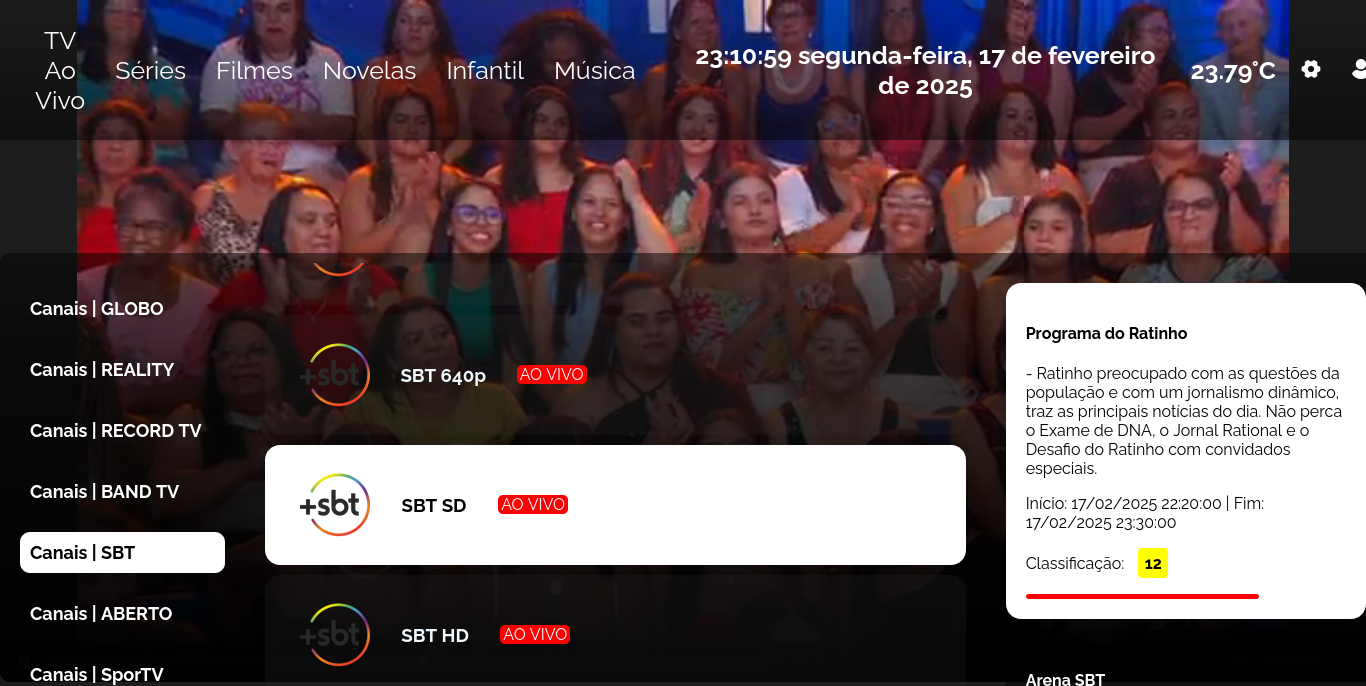 TV
Ao
Vivo
Séries
Filmes
Novelas
Infantil
Música
23:10:59 segunda-feira, 17 de fevereiro
de 2025
23.79°C
Canais | GLOBO
Canais | REALITY
Canais | RECORD TV
Canais | BAND TV
Canais | SBT
Canais | ABERTO
Canais | SporTV
+sbt
SBT 640p
AO VIVO
+sbt
SBT SD
AO VIVO
+sbt
SBT HD
AO VIVO
Programa do Ratinho
- Ratinho preocupado com as questões da
população e com um jornalismo dinâmico,
traz as principais notícias do dia. Não perca
o Exame de DNA, o Jornal Rational e o
Desafio do Ratinho com convidados
especiais.
Início: 17/02/2025 22:20:00 | Fim:
17/02/2025 23:30:00
Classificação: 12
Arena SBT